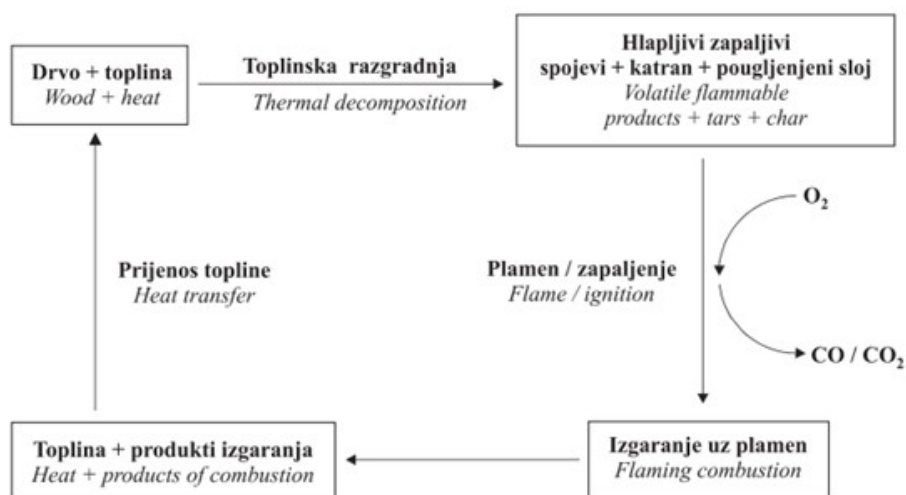 Drvo + toplina
Wood + heat
Toplinska razgradnja
Thermal decomposition
Hlapljivi zapaljivi
spojevi + katran + pougljenjeni sloj
Volatile flammable
products + tars + char
O₂
Prijenos topline
Heat transfer
Plamen / zapaljenje
Flame / ignition
CO / CO₂
Toplina + produkti izgaranja
Heat + products of combustion
Izgaranje uz plamen
Flaming combustion